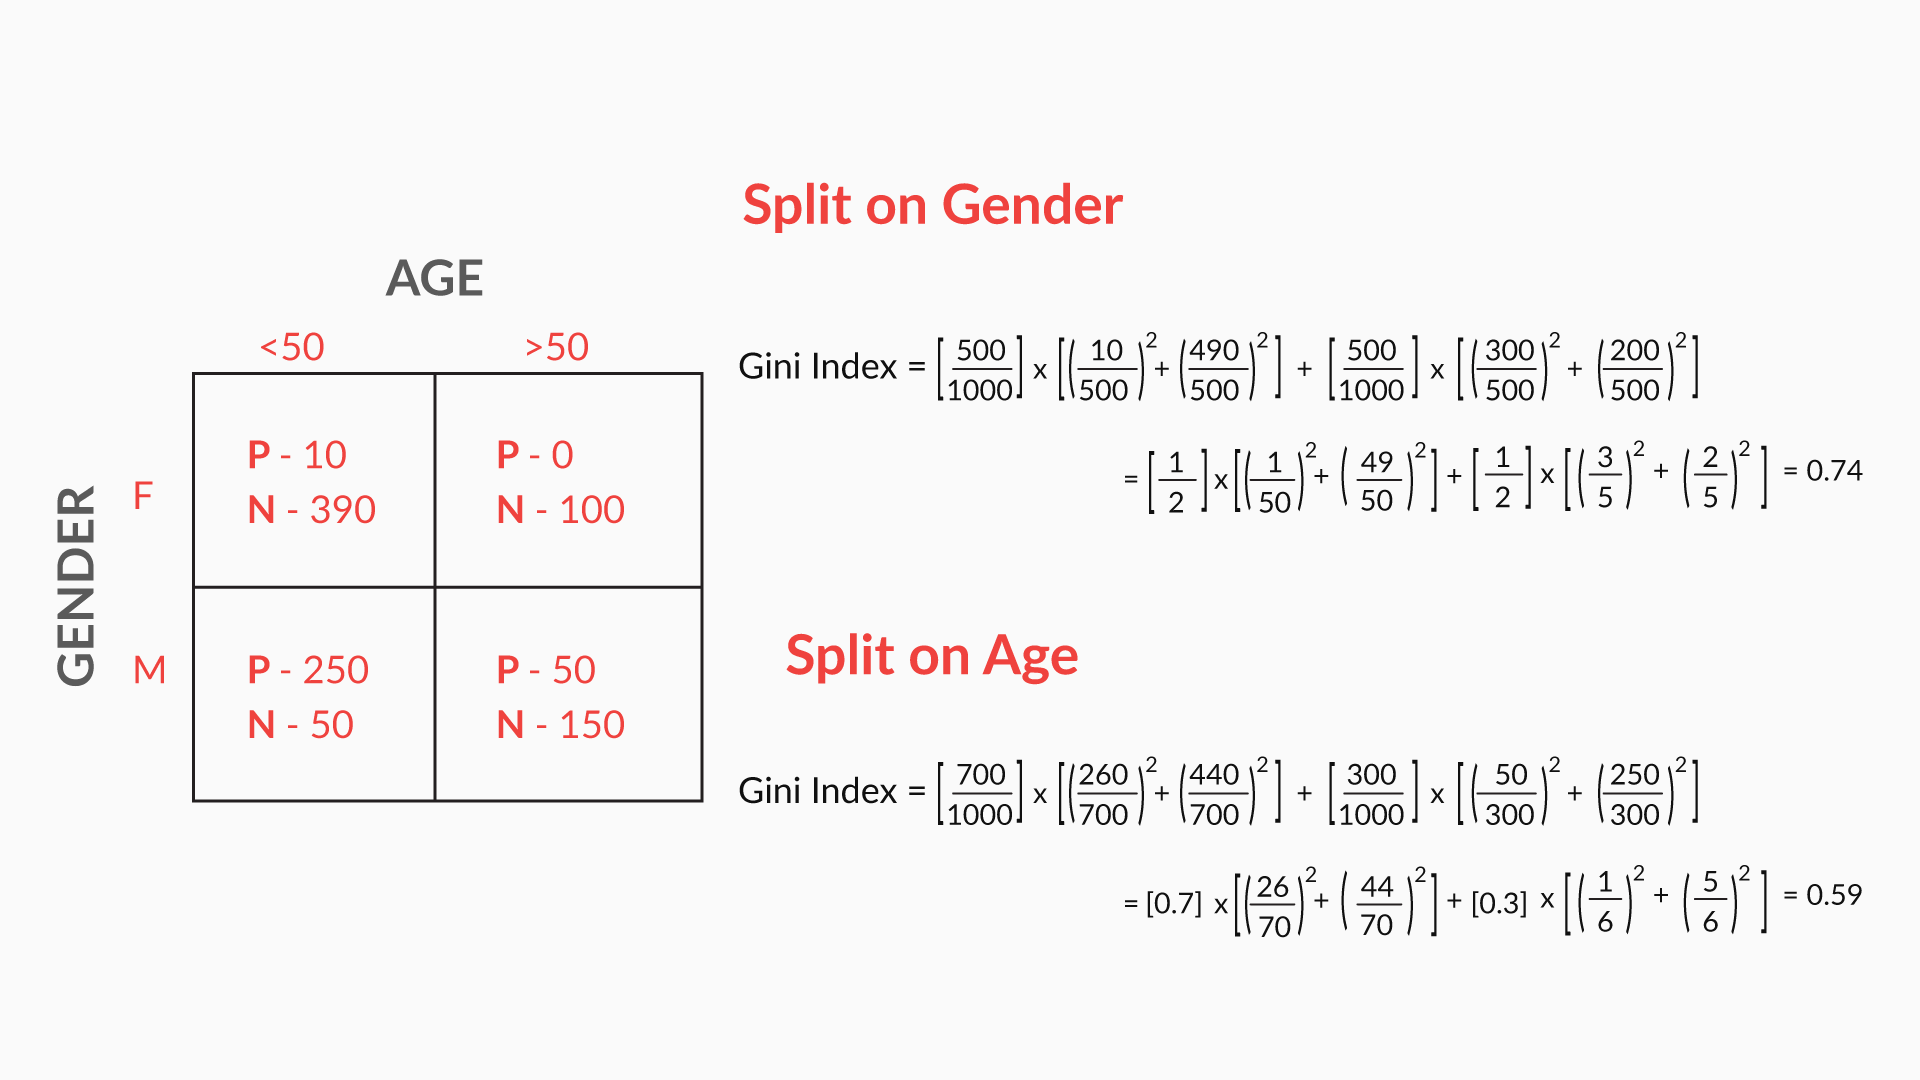 Split on Gender
AGE
<50 >50
Gini Index = [500/1000] x [(10/500)² + (490/500)²] + [500/1000] x [(300/500)² + (200/500)²]
= [1/2] x [(1/50)² + (49/50)²] + [1/2] x [(3/5)² + (2/5)²] = 0.74
GENDER
F
P - 10
N - 390
P - 0
N - 100
M
P - 250
N - 50
P - 50
N - 150
Split on Age
Gini Index = [700/1000] x [(260/700)² + (440/700)²] + [300/1000] x [(50/300)² + (250/300)²]
= [0.7] x [(26/70)² + (44/70)²] + [0.3] x [(1/6)² + (5/6)²] = 0.59